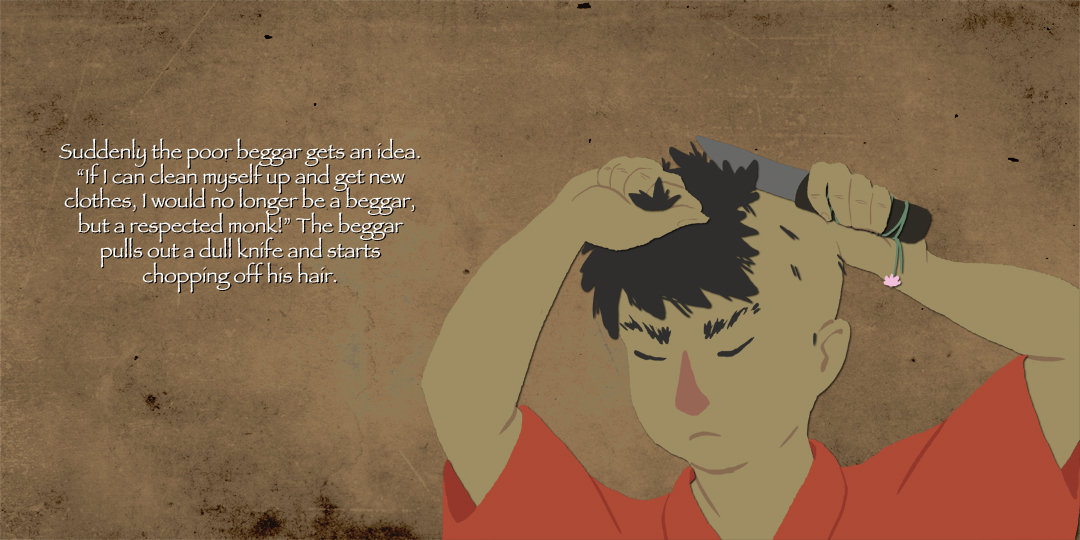 Suddenly the poor beggar gets an idea.
“If I can clean myself up and get new
clothes, I would no longer be a beggar,
but a respected monk!” The beggar
pulls out a dull knife and starts
chopping off his hair.